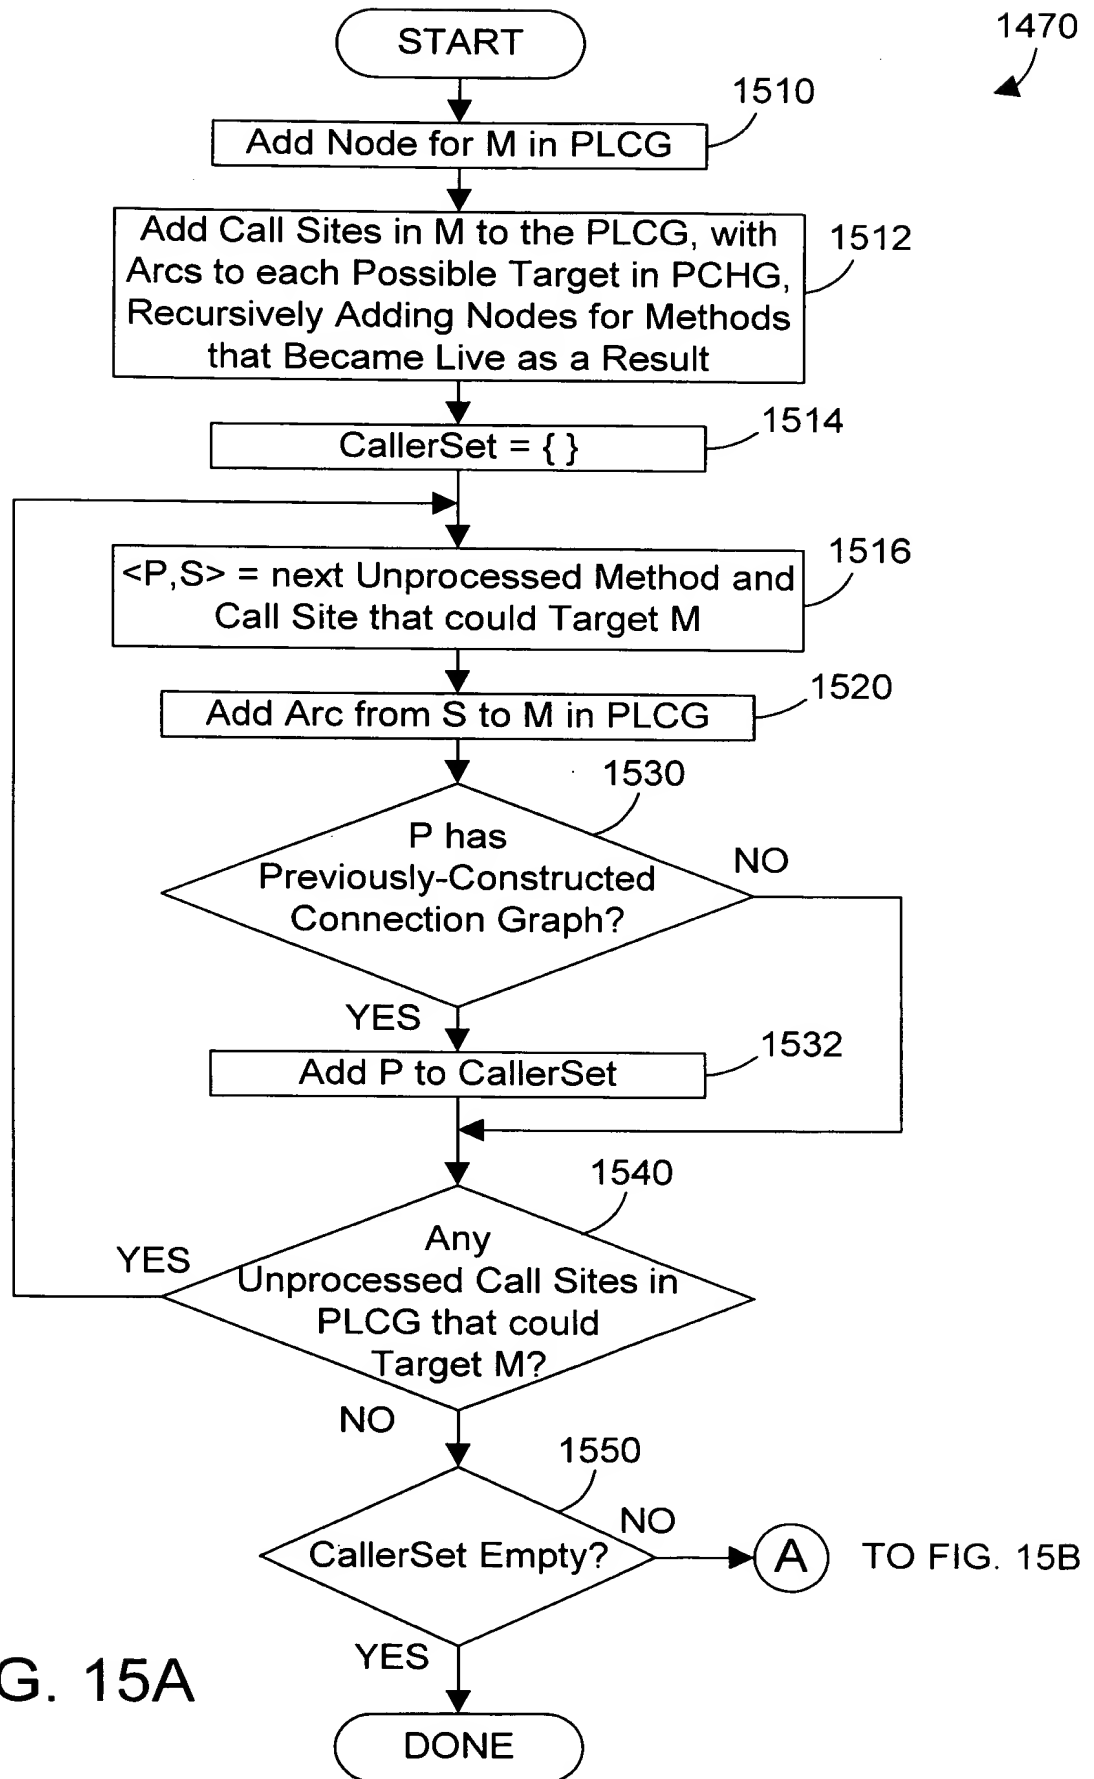 START
1470
1510
Add Node for M in PLCG
Add Call Sites in M to the PLCG, with
Arcs to each Possible Target in PCHG,
Recursively Adding Nodes for Methods
that Became Live as a Result
1512
1514
CallerSet = { }
<P,S> = next Unprocessed Method and
Call Site that could Target M
1516
1520
Add Arc from S to M in PLCG
1530
P has
Previously-Constructed
Connection Graph?
NO
YES
1532
Add P to CallerSet
1540
Any
Unprocessed Call Sites in
PLCG that could
Target M?
YES
NO
1550
CallerSet Empty?
NO
A
TO FIG. 15B
YES
G. 15A
DONE